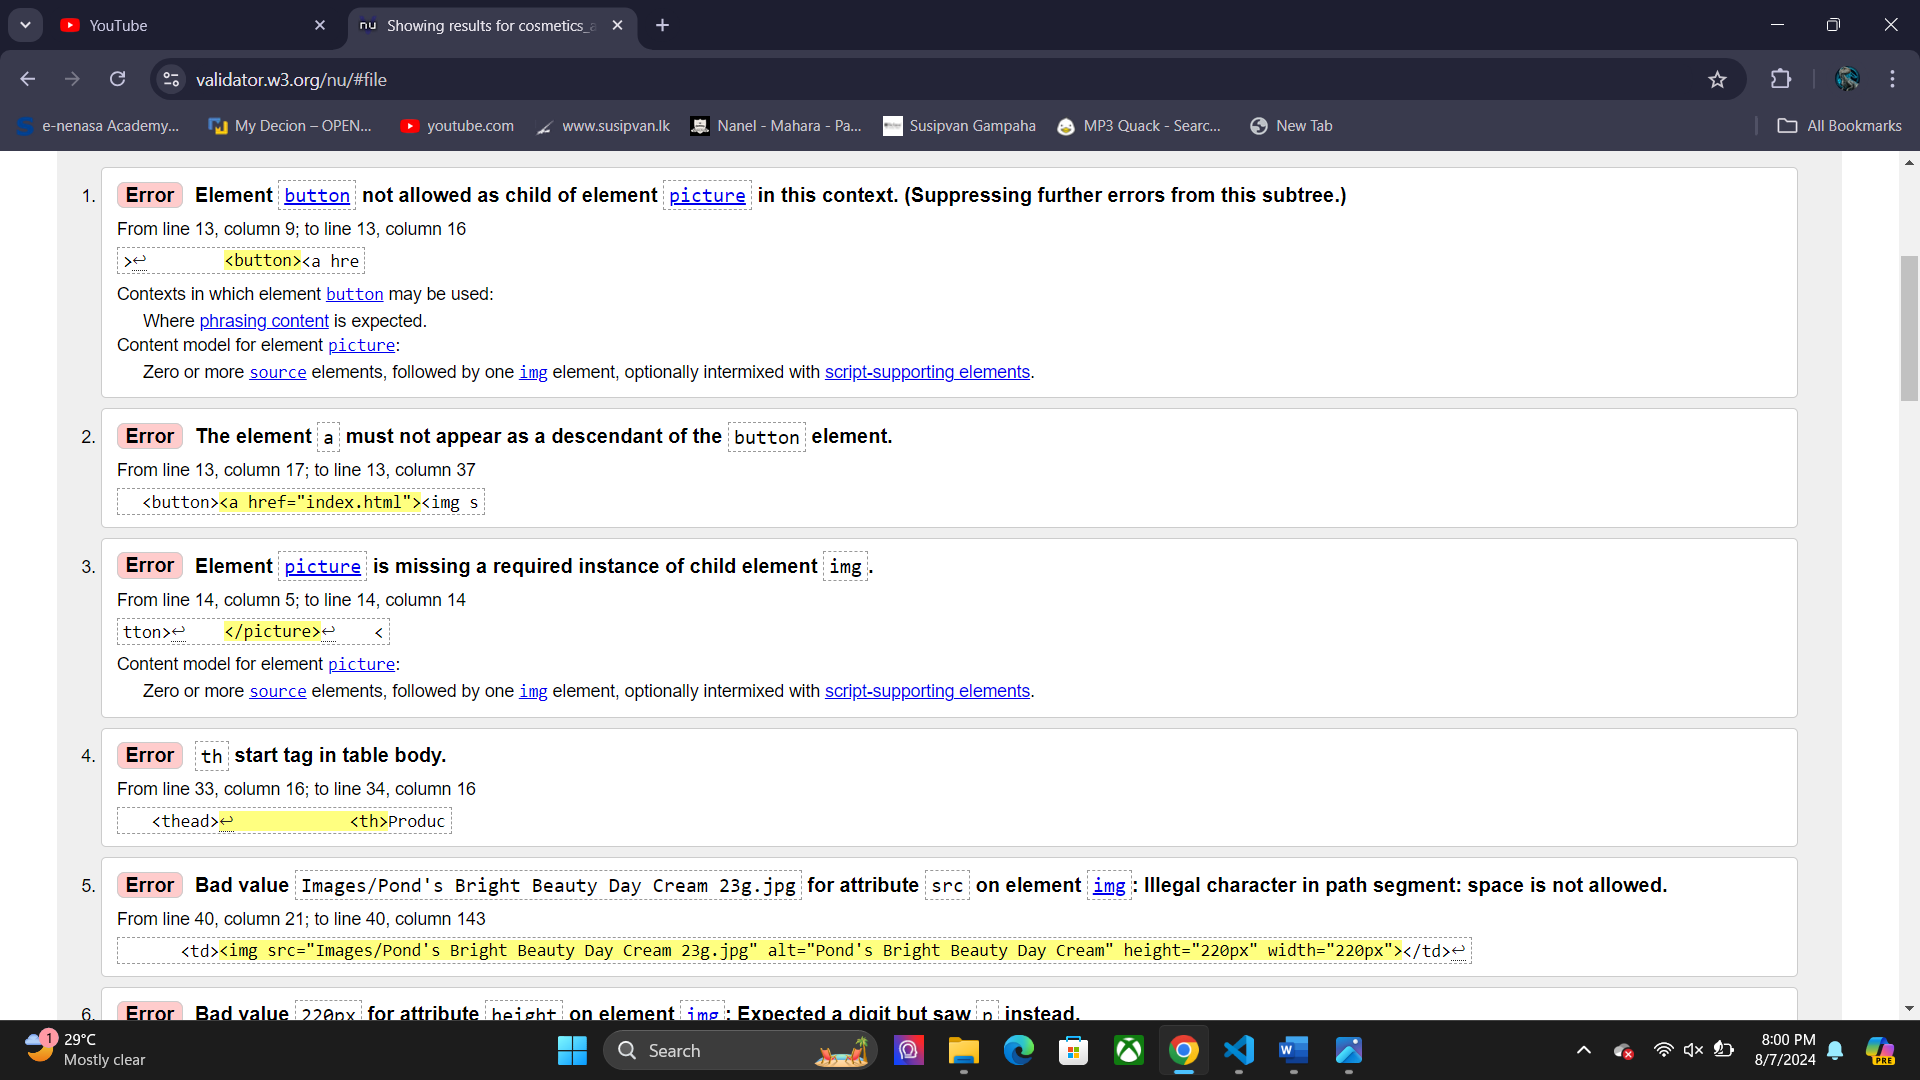 YouTube
nu Showing results for cosmetics_a
validator.w3.org/nu/#file
e-nenasa Academy... My Decion – OPEN... youtube.com www.susipvan.lk Nanel - Mahara - Pa... Susipvan Gampaha MP3 Quack - Searc... New Tab All Bookmarks
1. Error Element button not allowed as child of element picture in this context. (Suppressing further errors from this subtree.)
From line 13, column 9; to line 13, column 16
>↩ <button><a hre
Contexts in which element button may be used:
Where phrasing content is expected.
Content model for element picture:
Zero or more source elements, followed by one img element, optionally intermixed with script-supporting elements.
2. Error The element a must not appear as a descendant of the button element.
From line 13, column 17; to line 13, column 37
<button><a href="index.html"><img s
3. Error Element picture is missing a required instance of child element img.
From line 14, column 5; to line 14, column 14
tton>↩ </picture>↩ <
Content model for element picture:
Zero or more source elements, followed by one img element, optionally intermixed with script-supporting elements.
4. Error th start tag in table body.
From line 33, column 16; to line 34, column 16
<thead>↩ <th>Produc
5. Error Bad value Images/Pond's Bright Beauty Day Cream 23g.jpg for attribute src on element img: Illegal character in path segment: space is not allowed.
From line 40, column 21; to line 40, column 143
<td><img src="Images/Pond's Bright Beauty Day Cream 23g.jpg" alt="Pond's Bright Beauty Day Cream" height="220px" width="220px"></td>↩
6. Error Bad value 220px for attribute height on element img: Expected a digit but saw p instead.
1
29°C
Mostly clear
Search
W
8:00 PM
8/7/2024
PRE